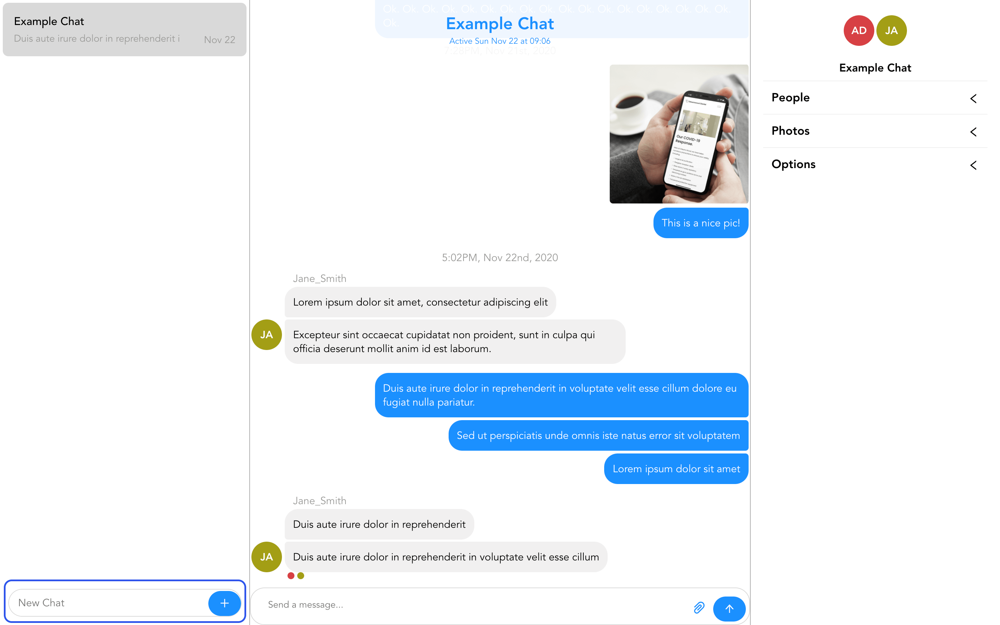 Example Chat
Duis aute irure dolor in reprehenderit i
Nov 22
Ok. Ok. Ok. Ok. Ok. Ok. Ok. Ok. Ok. Ok. Ok. Ok. Ok. Ok. Ok. Ok. Ok. Ok.
Ok.
Example Chat
Active Sun Nov 22 at 09:06
7:28PM, Nov 21st, 2020
Our COVID-19
Response.
This is a nice pic!
5:02PM, Nov 22nd, 2020
Jane_Smith
Lorem ipsum dolor sit amet, consectetur adipiscing elit
JA
Excepteur sint occaecat cupidatat non proident, sunt in culpa qui
officia deserunt mollit anim id est laborum.
Duis aute irure dolor in reprehenderit in voluptate velit esse cillum dolore eu
fugiat nulla pariatur.
Sed ut perspiciatis unde omnis iste natus error sit voluptatem
Lorem ipsum dolor sit amet
Jane_Smith
Duis aute irure dolor in reprehenderit
JA
Duis aute irure dolor in reprehenderit in voluptate velit esse cillum
New Chat
+
Send a message...
AD
JA
Example Chat
People
Photos
Options